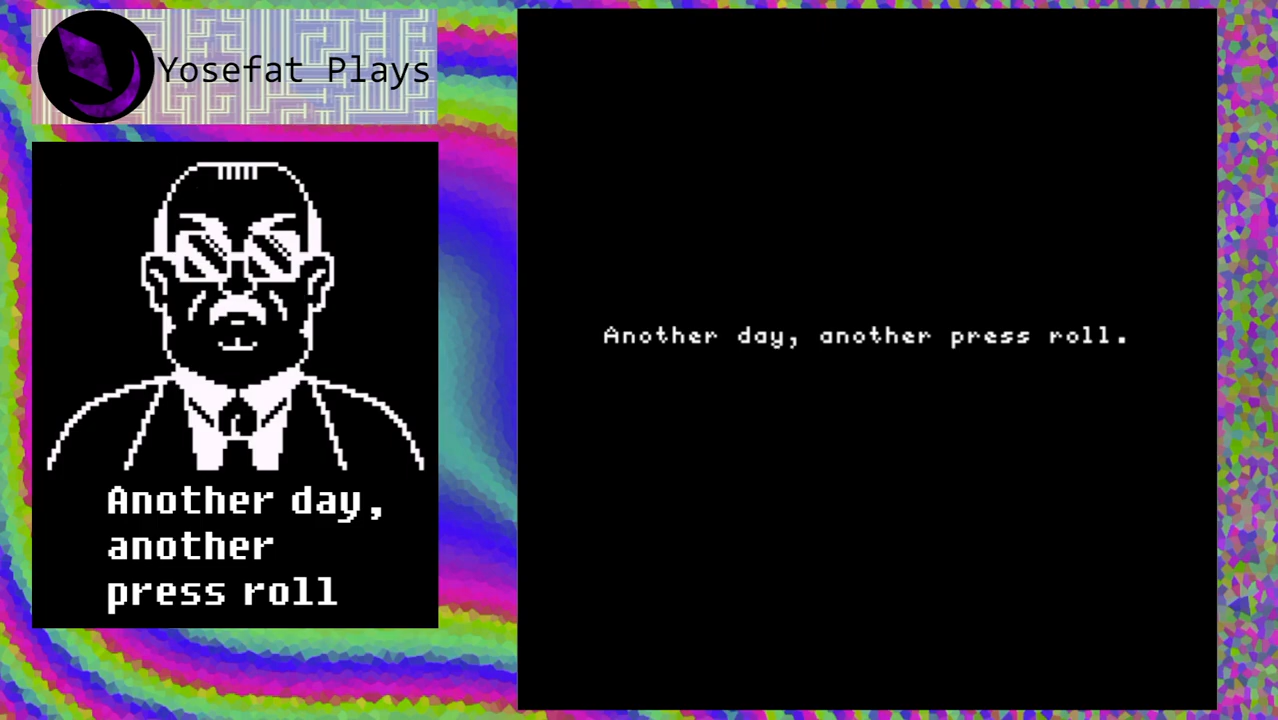 Yosefat Plays
Another day,
another
press roll
Another day, another press roll.